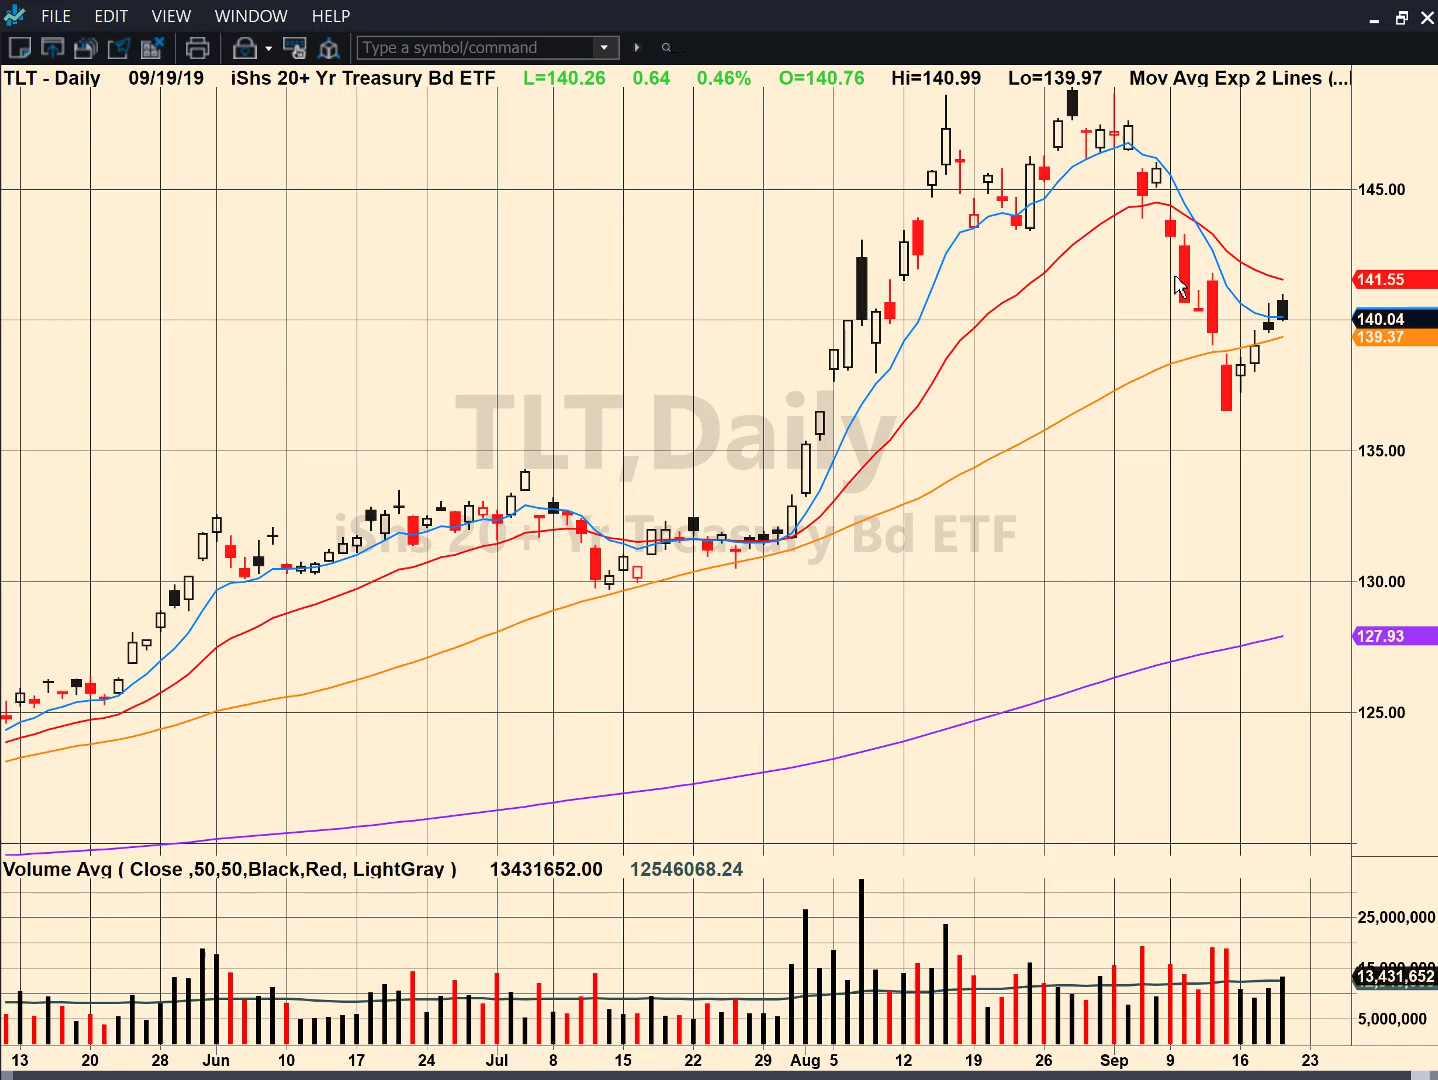 FILE EDIT VIEW WINDOW HELP
Type a symbol/command
TLT - Daily 09/19/19 iShs 20+ Yr Treasury Bd ETF L=140.26 0.64 0.46% O=140.76 Hi=140.99 Lo=139.97 Mov Avg Exp 2 Lines (...
145.00
141.55
140.04
139.37
TLT,Daily
135.00
iShs 20+ Yr Treasury Bd ETF
130.00
127.93
125.00
Volume Avg ( Close ,50,50,Black,Red, LightGray ) 13431652.00 12546068.24
25,000,000
13,431,652
5,000,000
13 20 28 Jun 10 17 24 Jul 8 15 22 29 Aug 5 12 19 26 Sep 9 16 23